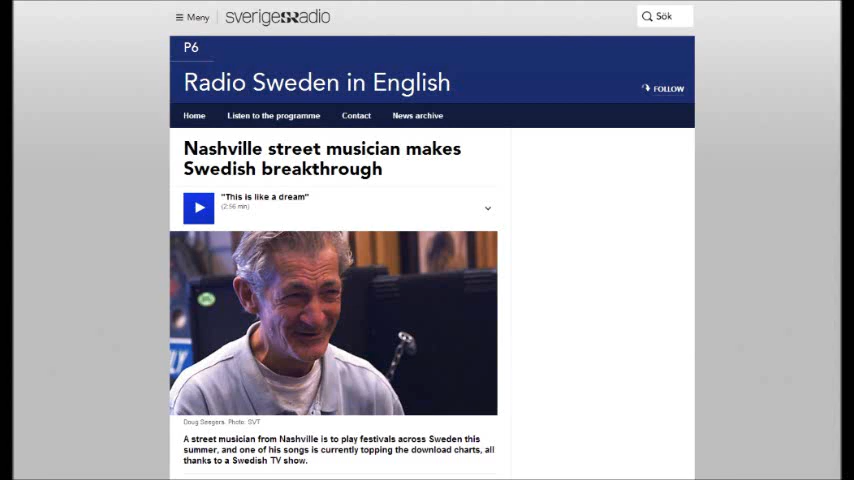 Meny
sverigesRadio
Sök
P6
Radio Sweden in English
FOLLOW
Home Listen to the programme Contact News archive
Nashville street musician makes
Swedish breakthrough
"This is like a dream"
(2:56 min)
Doug Seegers. Photo: SVT
A street musician from Nashville is to play festivals across Sweden this
summer, and one of his songs is currently topping the download charts, all
thanks to a Swedish TV show.